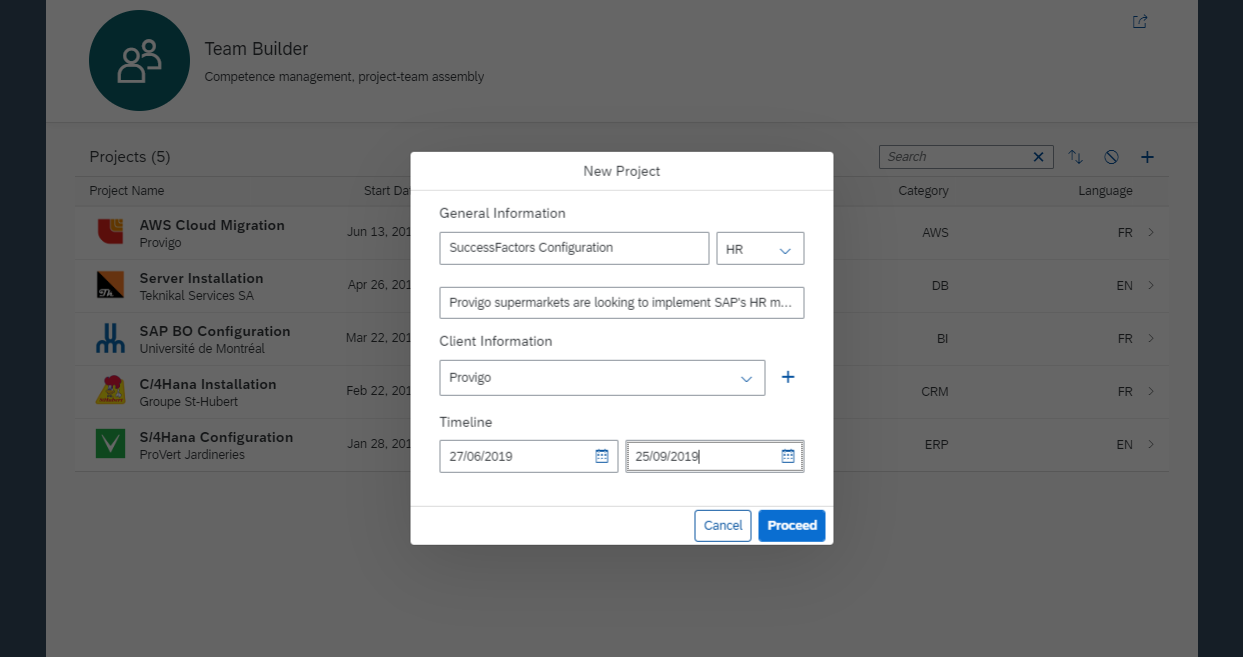 Team Builder
Competence management, project-team assembly
Projects (5)
Search
Project Name
Start Da
Category
Language
AWS Cloud Migration
Provigo
Jun 13, 201
AWS
FR
Server Installation
Teknikal Services SA
Apr 26, 201
DB
EN
SAP BO Configuration
Université de Montréal
Mar 22, 201
BI
FR
C/4Hana Installation
Groupe St-Hubert
Feb 22, 201
CRM
FR
S/4Hana Configuration
ProVert Jardineries
Jan 28, 201
ERP
EN
New Project
General Information
SuccessFactors Configuration
HR
Provigo supermarkets are looking to implement SAP's HR m...
Client Information
Provigo
Timeline
27/06/2019
25/09/2019
Cancel
Proceed